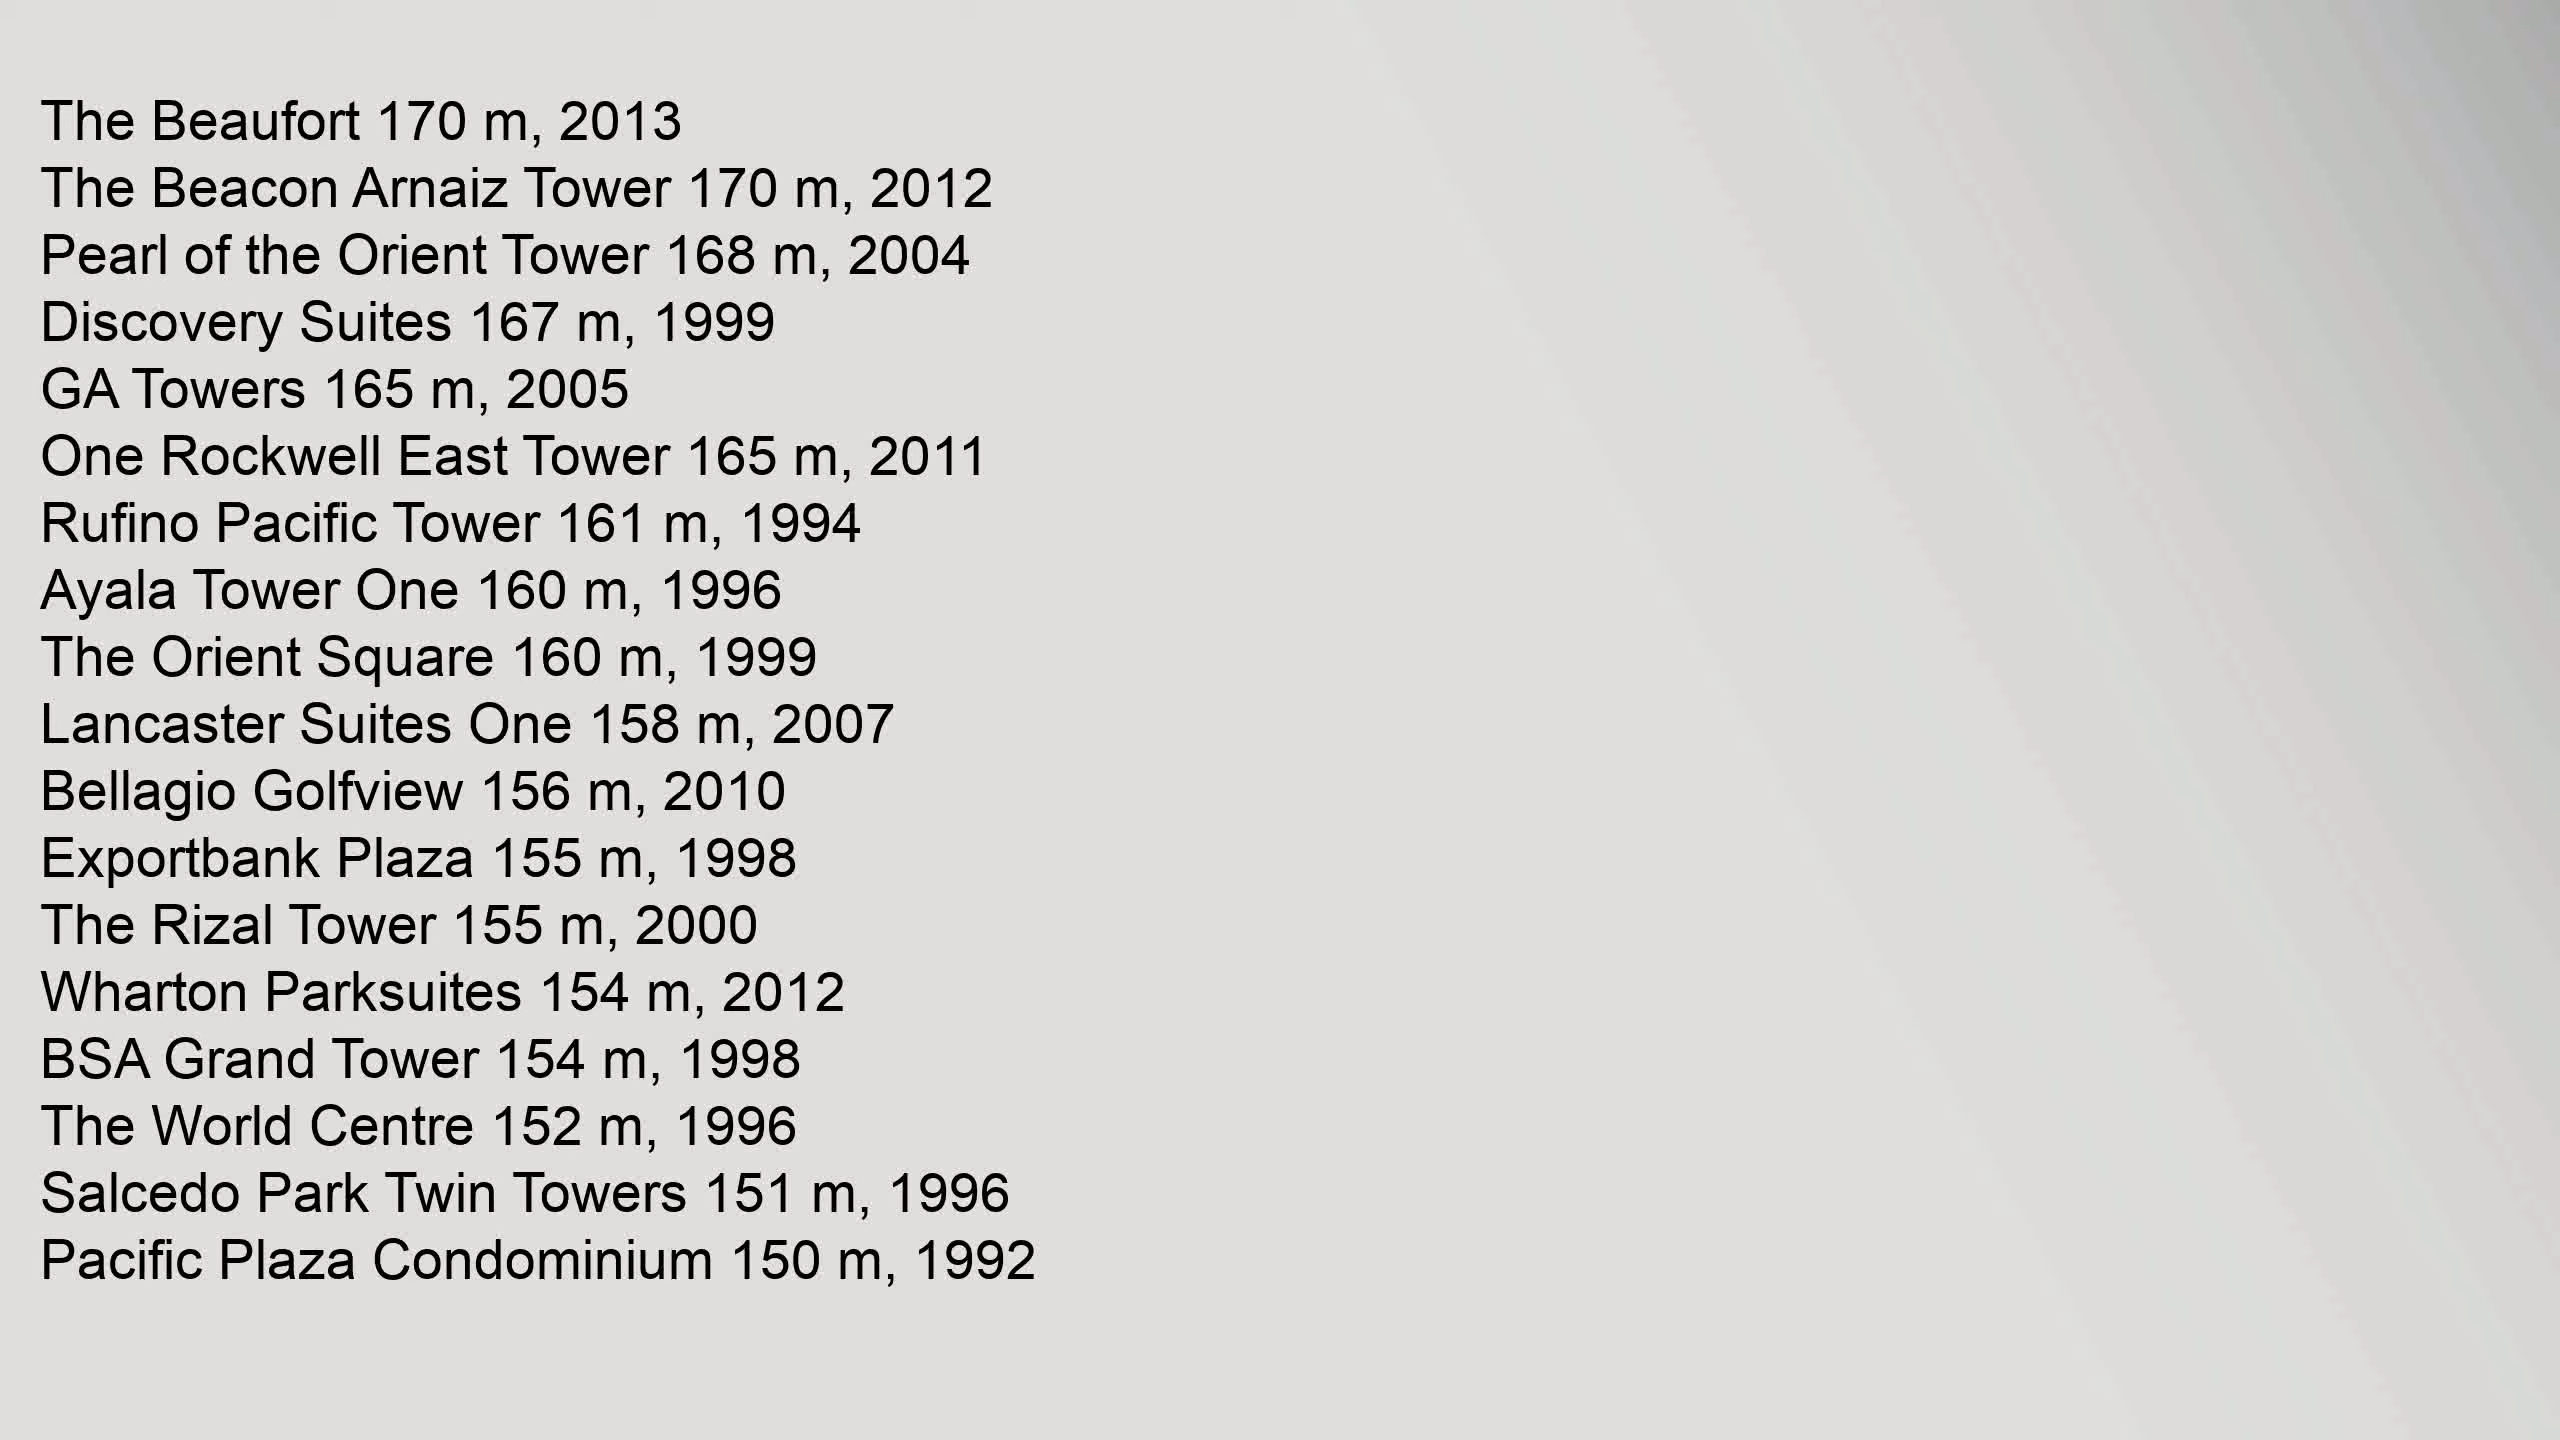 The Beaufort 170 m, 2013
The Beacon Arnaiz Tower 170 m, 2012
Pearl of the Orient Tower 168 m, 2004
Discovery Suites 167 m, 1999
GA Towers 165 m, 2005
One Rockwell East Tower 165 m, 2011
Rufino Pacific Tower 161 m, 1994
Ayala Tower One 160 m, 1996
The Orient Square 160 m, 1999
Lancaster Suites One 158 m, 2007
Bellagio Golfview 156 m, 2010
Exportbank Plaza 155 m, 1998
The Rizal Tower 155 m, 2000
Wharton Parksuites 154 m, 2012
BSA Grand Tower 154 m, 1998
The World Centre 152 m, 1996
Salcedo Park Twin Towers 151 m, 1996
Pacific Plaza Condominium 150 m, 1992